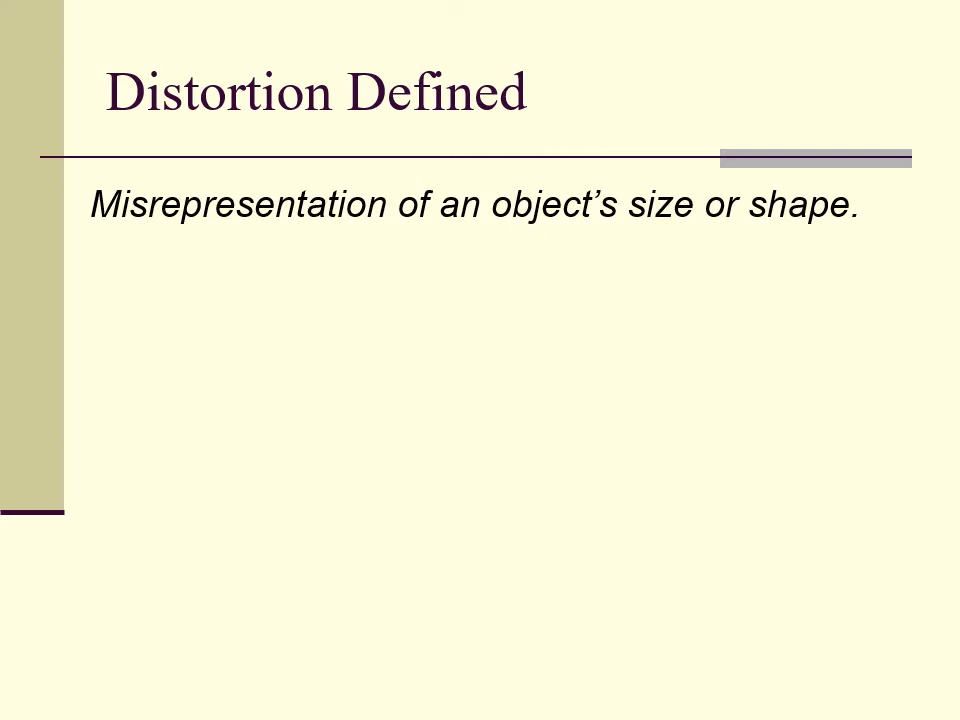 Distortion Defined
Misrepresentation of an object’s size or shape.